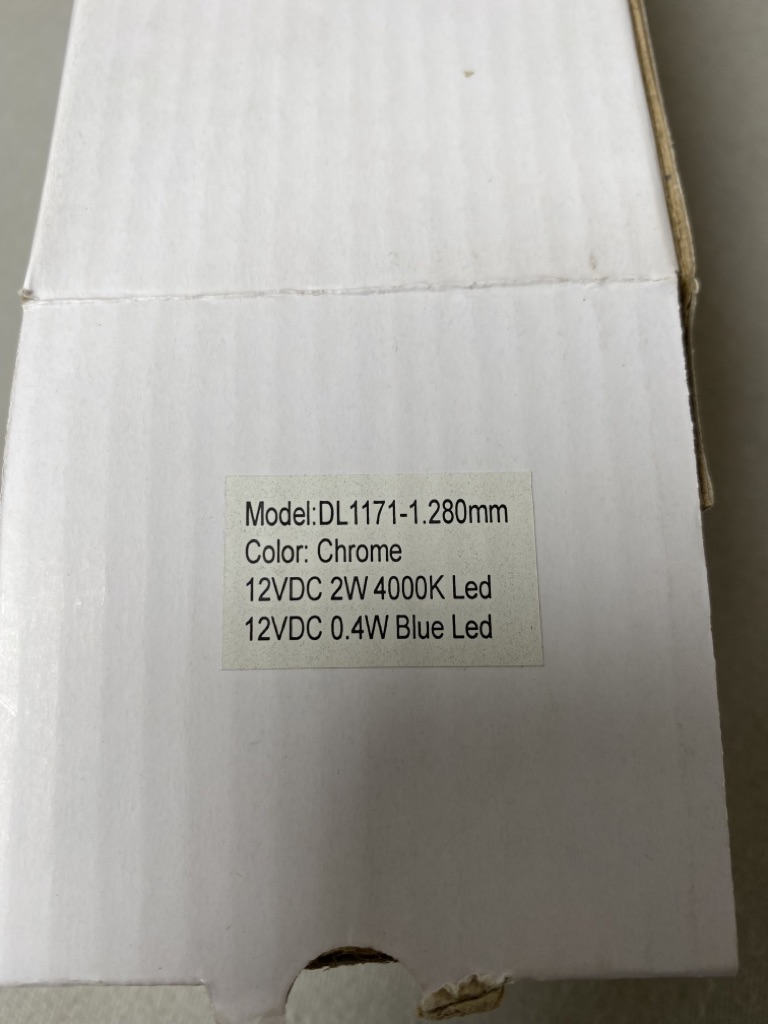 Model:DL1171-1.280mm
Color: Chrome
12VDC 2W 4000K Led
12VDC 0.4W Blue Led